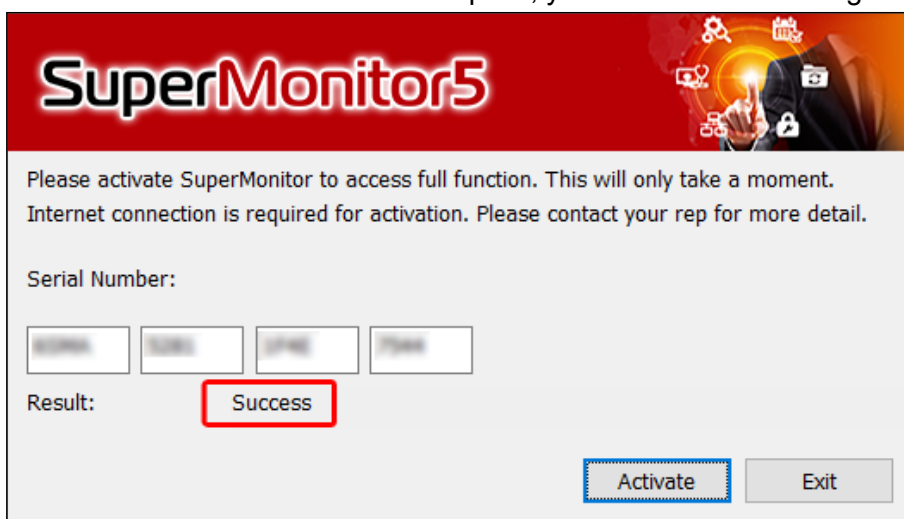 SuperMonitor5
Please activate SuperMonitor to access full function. This will only take a moment.
Internet connection is required for activation. Please contact your rep for more detail.
Serial Number:
Result: Success
Activate Exit